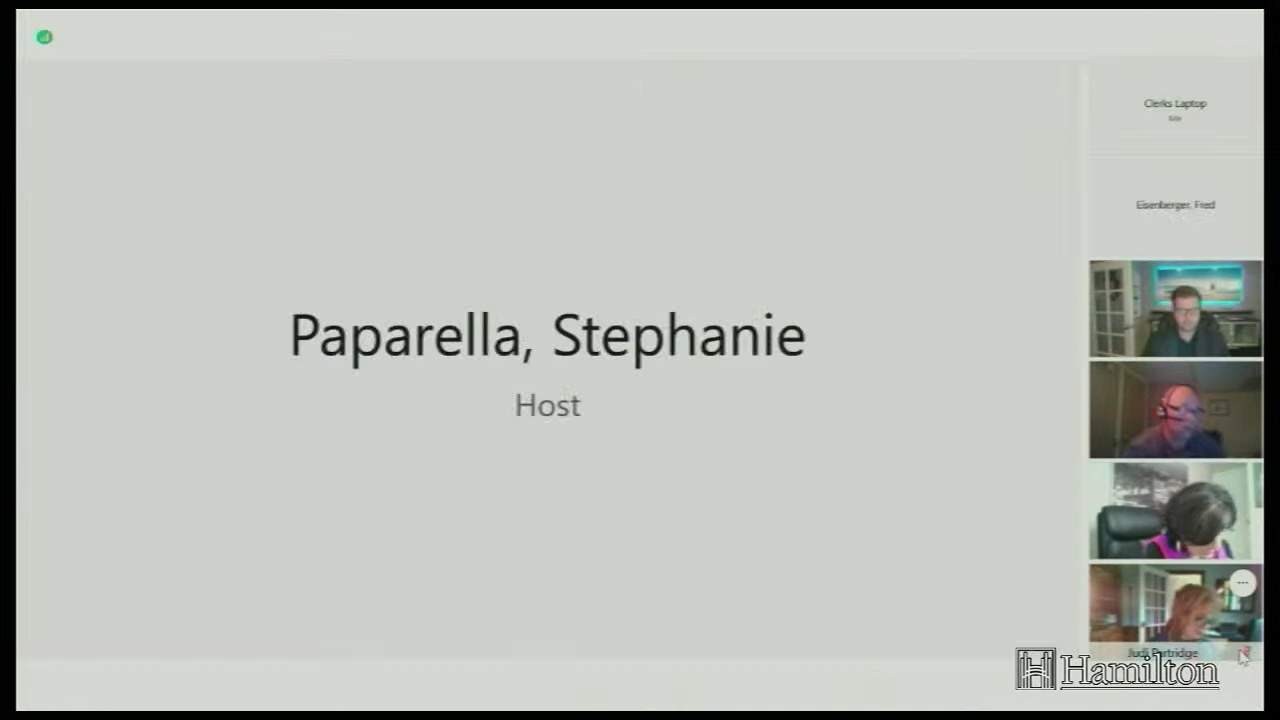 Paparella, Stephanie
Host
Clerks Laptop
Eisenberger, Fred
Judi Partridge
Hamilton